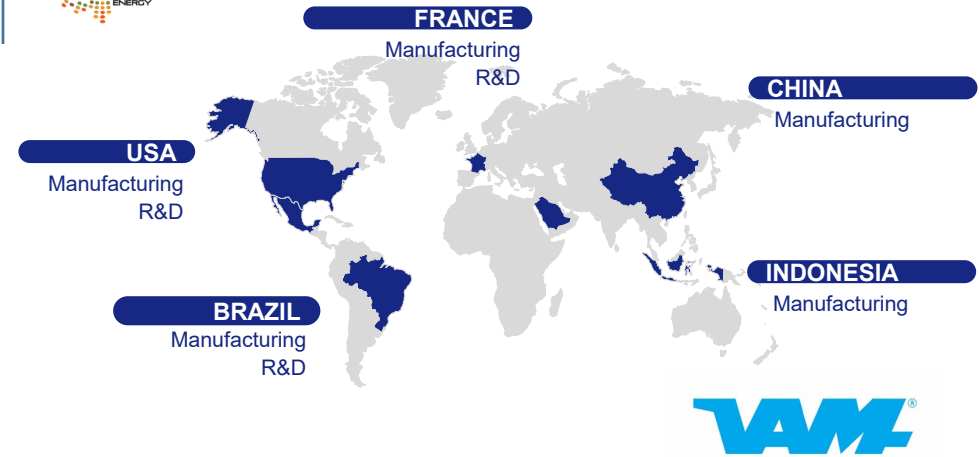 ENERGY
FRANCE
Manufacturing
R&D
CHINA
Manufacturing
USA
Manufacturing
R&D
INDONESIA
Manufacturing
BRAZIL
Manufacturing
R&D
VAM®